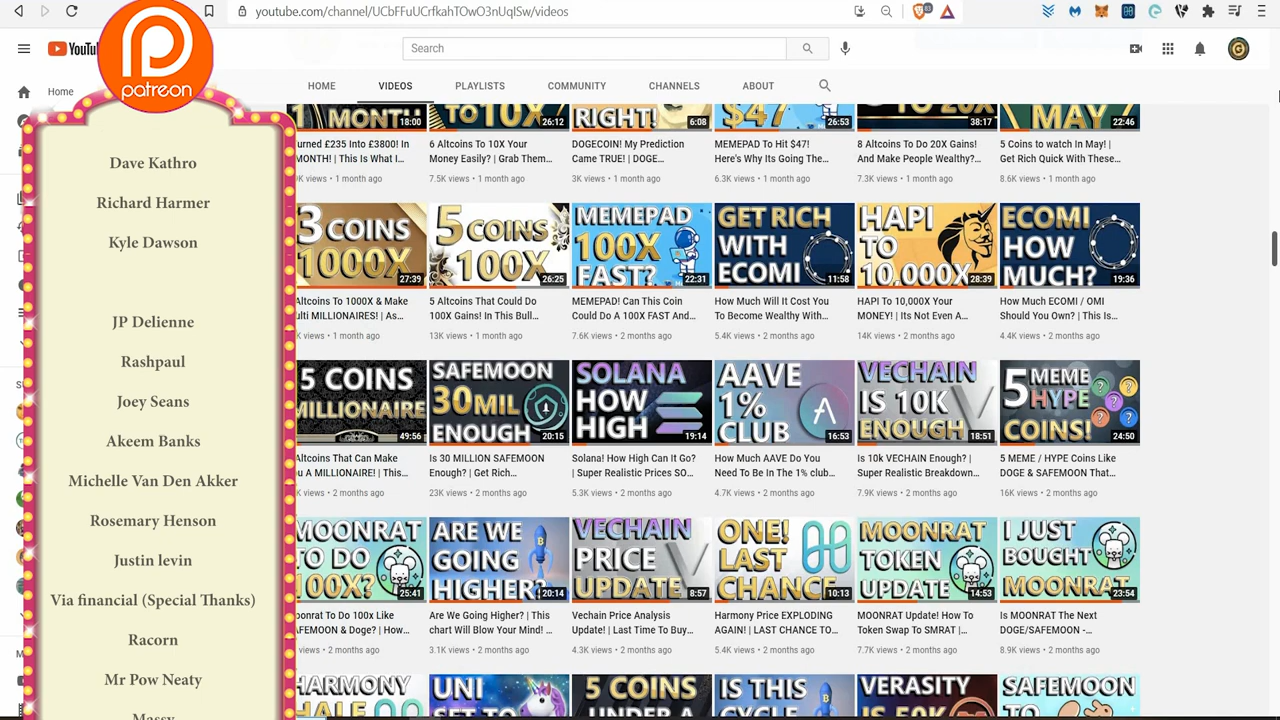 youtube.com/channel/UCbFFuUCrfkahTOwO3nUqISw/videos
83
YouTu
Search
patreon
Home
HOME
VIDEOS
PLAYLISTS
COMMUNITY
CHANNELS
ABOUT
Dave Kathro
Richard Harmer
Kyle Dawson
JP Delienne
Rashpaul
Joey Seans
Akeem Banks
Michelle Van Den Akker
Rosemary Henson
Justin levin
Via financial (Special Thanks)
Racorn
Mr Pow Neaty
1 MONTH
18:00
TO 10X
26:12
RIGHT!
6:08
$47
26:53
TO 20X
38:17
MAY
22:46
urned £235 Into £3800! In
MONTH! | This Is What I...
K views • 1 month ago
6 Altcoins To 10X Your
Money Easily? | Grab Them...
7.5K views • 1 month ago
DOGECOIN! My Prediction
Came TRUE! | DOGE...
3K views • 1 month ago
MEMEPAD To Hit $47!
Here's Why Its Going The...
6.3K views • 1 month ago
8 Altcoins To Do 20X Gains!
And Make People Wealthy?...
7.3K views • 1 month ago
5 Coins to watch In May! |
Get Rich Quick With These...
8.6K views • 1 month ago
3 COINS
1000X
27:39
5 COINS
100X
26:25
MEMEPAD
100X
FAST?
22:31
GET RICH
WITH
ECOMI
11:58
HAPI
TO
10,000X
28:39
ECOMI
HOW
MUCH?
19:36
Altcoins To 1000X & Make
lti MILLIONAIRES! | As...
views • 1 month ago
5 Altcoins That Could Do
100X Gains! In This Bull...
13K views • 1 month ago
MEMEPAD! Can This Coin
Could Do A 100X FAST And...
7.6K views • 2 months ago
How Much Will It Cost You
To Become Wealthy With...
5.4K views • 2 months ago
HAPI To 10,000X Your
MONEY! | Its Not Even A...
14K views • 2 months ago
How Much ECOMI / OMI
Should You Own? | This Is...
4.4K views • 2 months ago
5 COINS
MILLIONAIRE
49:56
SAFEMOON
30MIL
ENOUGH
20:15
SOLANA
HOW
HIGH
19:14
AAVE
1%
CLUB
16:53
VECHAIN
IS 10K
ENOUGH
18:51
5 MEME
/ HYPE
COINS!
24:50
Altcoins That Can Make
u A MILLIONAIRE! | This...
K views • 2 months ago
Is 30 MILLION SAFEMOON
Enough? | Get Rich...
23K views • 2 months ago
Solana! How High Can It Go?
| Super Realistic Prices SO...
5.3K views • 2 months ago
How Much AAVE Do You
Need To Be In The 1% club...
4.7K views • 2 months ago
Is 10k VECHAIN Enough? |
Super Realistic Breakdown...
7.9K views • 2 months ago
5 MEME / HYPE Coins Like
DOGE & SAFEMOON That...
16K views • 2 months ago
MOONRAT
TO DO
100X?
25:41
ARE WE
GOING
HIGHER?
20:14
VECHAIN
PRICE
UPDATE
8:57
ONE!
LAST
CHANCE
10:13
MOONRAT
TOKEN
UPDATE
14:53
I JUST
BOUGHT
MOONRAT
23:54
oonrat To Do 100x Like
AFEMOON & Doge? | How...
views • 2 months ago
Are We Going Higher? | This
chart Will Blow Your Mind! ...
3.1K views • 2 months ago
Vechain Price Analysis
Update! | Last Time To Buy...
4.3K views • 2 months ago
Harmony Price EXPLODING
AGAIN! | LAST CHANCE TO...
5.4K views • 2 months ago
MOONRAT Update! How To
Token Swap To SMRAT |...
7.7K views • 2 months ago
Is MOONRAT The Next
DOGE/SAFEMOON -...
8.9K views • 2 months ago
HARMONY
HALF
UNI
SET TO
5 COINS
UNDER A
IS THIS
CYCLE
VERASITY
IS 50K
SAFEMOON
TO